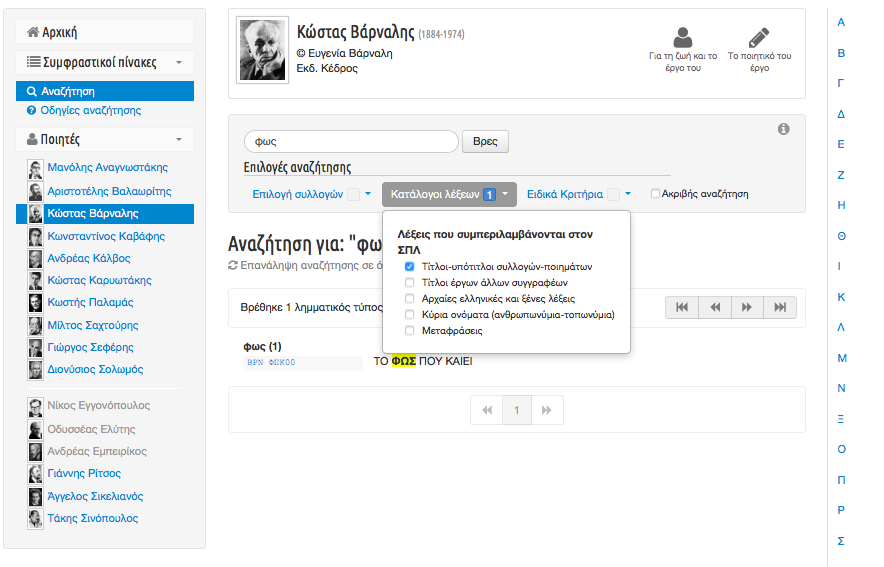 Αρχική
Συμφραστικοί πίνακες
Αναζήτηση
Οδηγίες αναζήτησης
Ποιητές
Μανόλης Αναγνωστάκης
Αριστοτέλης Βαλαωρίτης
Κώστας Βάρναλης
Κωνσταντίνος Καβάφης
Ανδρέας Κάλβος
Κώστας Καρυωτάκης
Κωστής Παλαμάς
Μίλτος Σαχτούρης
Γιώργος Σεφέρης
Διονύσιος Σολωμός
Νίκος Εγγονόπουλος
Οδυσσέας Ελύτης
Ανδρέας Εμπειρίκος
Γιάννης Ρίτσος
Άγγελος Σικελιανός
Τάκης Σινόπουλος
Κώστας Βάρναλης (1884-1974)
© Ευγενία Βάρναλη
Εκδ. Κέδρος
Για τη ζωή και το
έργο του
Το ποιητικό του
έργο
φως
Βρες
Επιλογές αναζήτησης
Επιλογή συλλογών
Κατάλογοι λέξεων 1
Ειδικά Κριτήρια
Ακριβής αναζήτηση
Λέξεις που συμπεριλαμβάνονται στον
ΣΠΛ
Τίτλοι-υπότιτλοι συλλογών-ποιημάτων
Τίτλοι έργων άλλων συγγραφέων
Αρχαίες ελληνικές και ξένες λέξεις
Κύρια ονόματα (ανθρωπωνύμια-τοπωνύμια)
Μεταφράσεις
Αναζήτηση για: "φω
Επανάληψη αναζήτησης σε ό
Βρέθηκε 1 λημματικός τύπος
φως (1)
ΒΡΝ ΦΠΚ00
ΤΟ ΦΩΣ ΠΟΥ ΚΑΙΕΙ
1
Α
Β
Γ
Δ
Ε
Ζ
Η
Θ
Ι
Κ
Λ
Μ
Ν
Ξ
Ο
Π
Ρ
Σ